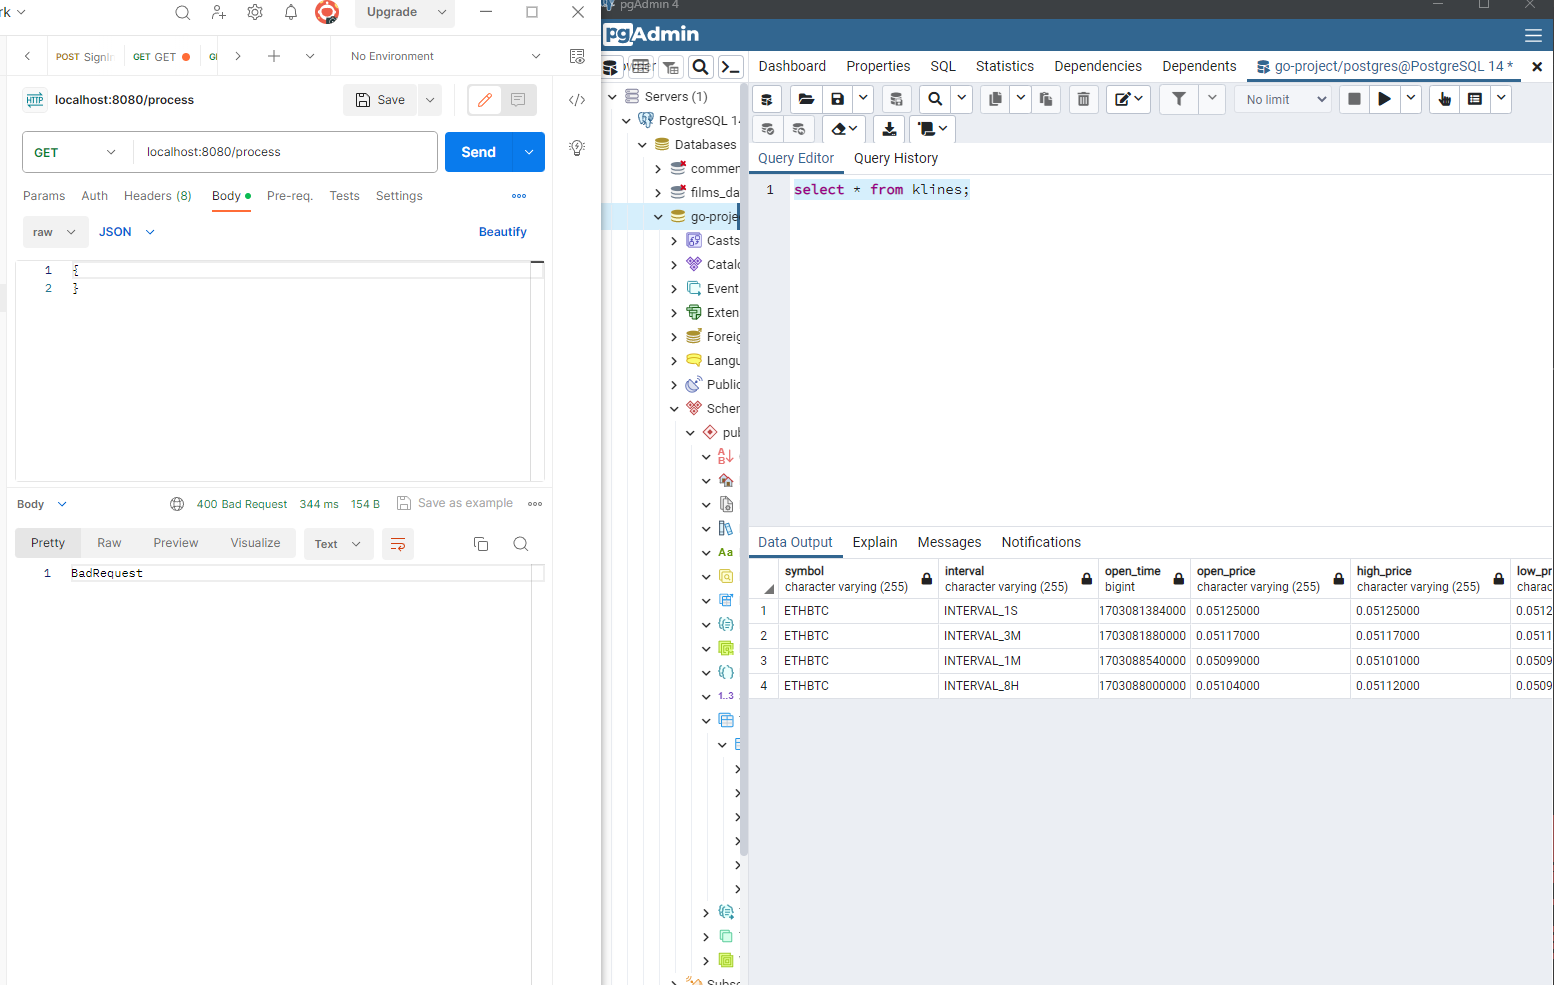 rk
Upgrade
POST Signin
GET GET
GE
No Environment
HTTP
localhost:8080/process
Save
GET
localhost:8080/process
Send
Params
Auth
Headers (8)
Body
Pre-req.
Tests
Settings
raw
JSON
Beautify
1
{
2
}
Body
400 Bad Request
344 ms
154 B
Save as example
Pretty
Raw
Preview
Visualize
Text
1
BadRequest
pgAdmin 4
pgAdmin
Servers (1)
PostgreSQL 14
Databases
commen
films_da
go-proje
Casts
Catalo
Event
Exten
Foreig
Langu
Public
Schen
pub
Aa
1..3
Subsc
Dashboard
Properties
SQL
Statistics
Dependencies
Dependents
go-project/postgres@PostgreSQL 14 *
No limit
Query Editor
Query History
1
select * from klines;
Data Output
Explain
Messages
Notifications
symbol
character varying (255)
interval
character varying (255)
open_time
bigint
open_price
character varying (255)
high_price
character varying (255)
low_pr
charac
1 ETHBTC INTERVAL_1S 1703081384000 0.05125000 0.05125000 0.0512
2 ETHBTC INTERVAL_3M 1703081880000 0.05117000 0.05117000 0.0511
3 ETHBTC INTERVAL_1M 1703088540000 0.05099000 0.05101000 0.0509
4 ETHBTC INTERVAL_8H 1703088000000 0.05104000 0.05112000 0.0509